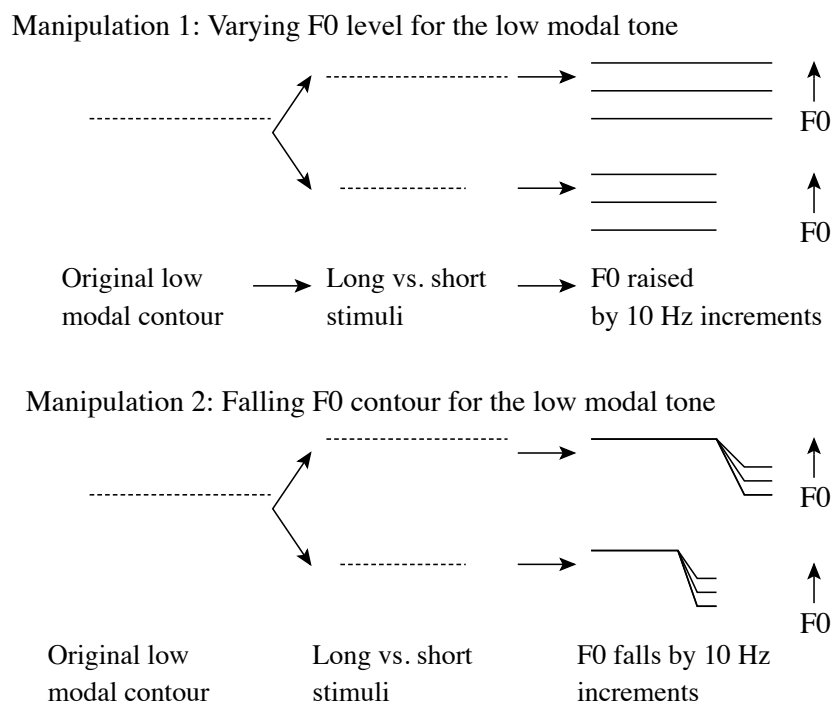 Manipulation 1: Varying F0 level for the low modal tone
F0
F0
Original low
modal contour
Long vs. short
stimuli
F0 raised
by 10 Hz increments
Manipulation 2: Falling F0 contour for the low modal tone
F0
F0
Original low
modal contour
Long vs. short
stimuli
F0 falls by 10 Hz
increments